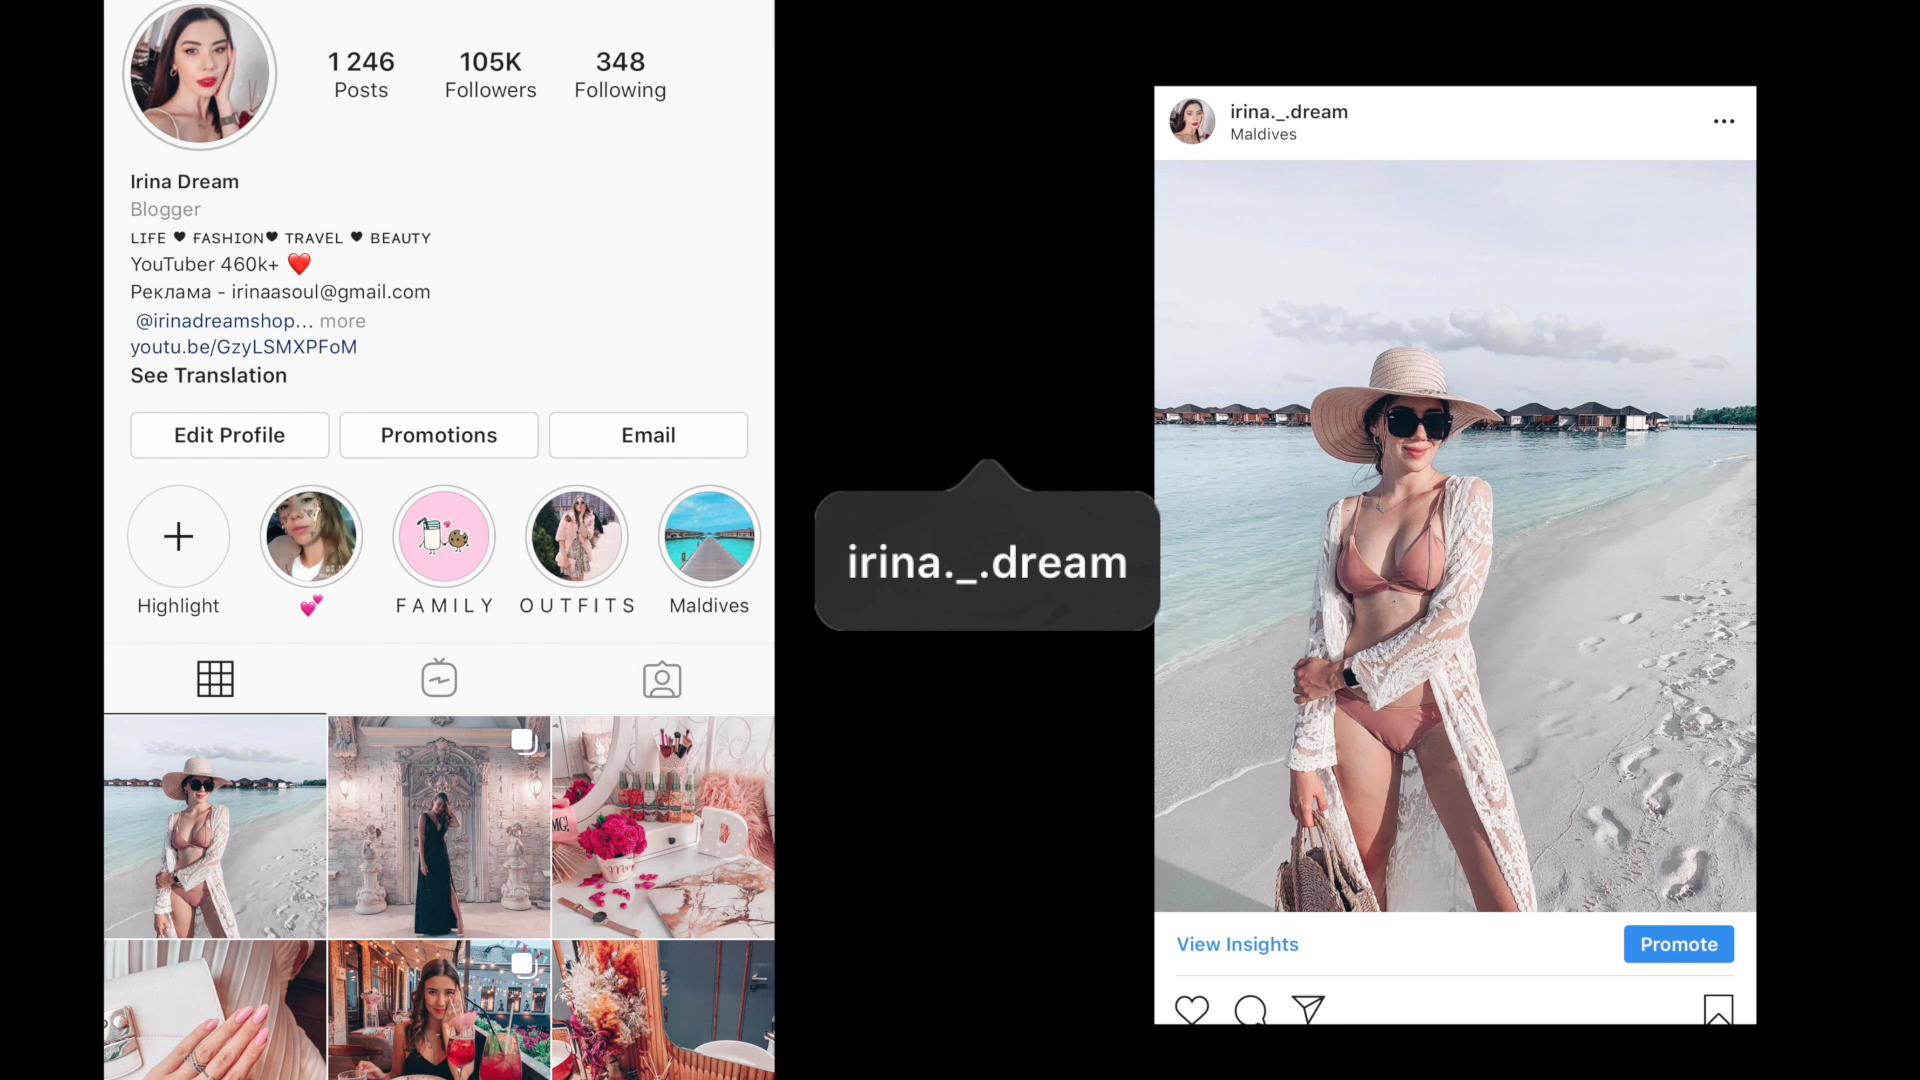 1 246
Posts
105K
Followers
348
Following
Irina Dream
Blogger
LIFE ♥ FASHION♥ TRAVEL ♥ BEAUTY
YouTuber 460k+ ❤️
Реклама - irinaasoul@gmail.com
@irinadreamshop... more
youtu.be/GzyLSMXPFoM
See Translation
Edit Profile
Promotions
Email
Highlight
💕
FAMILY
OUTFITS
Maldives
MG!
irina._.dream
irina._.dream
Maldives
View Insights
Promote